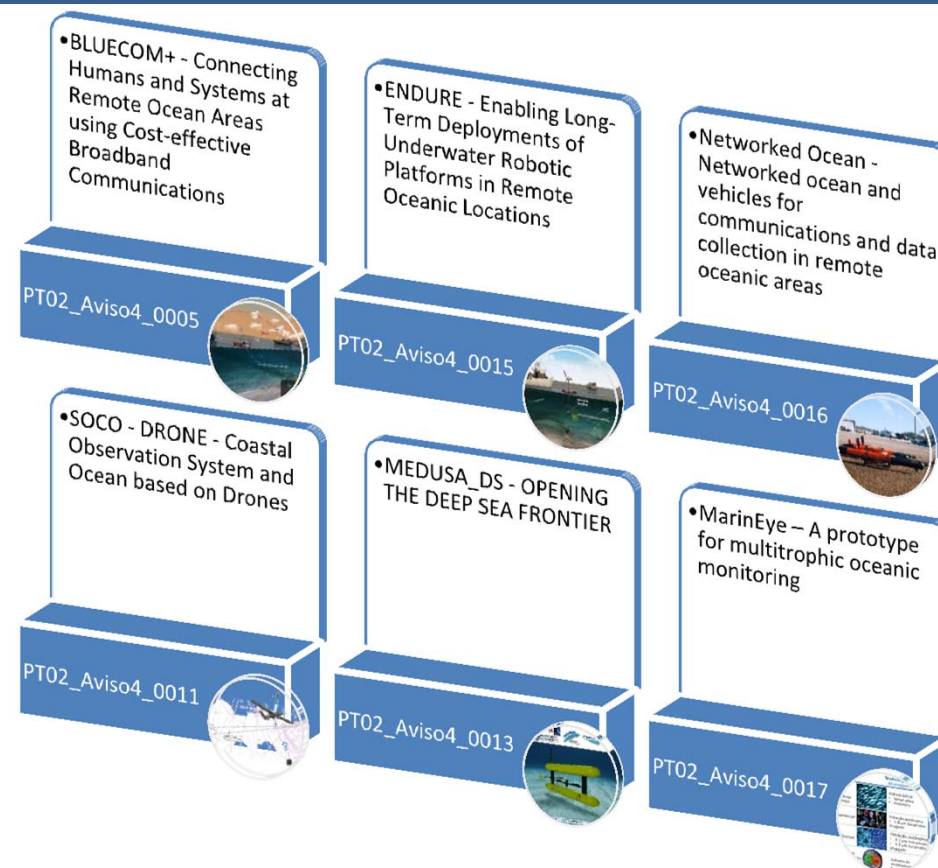 •BLUECOM+ - Connecting
Humans and Systems at
Remote Ocean Areas
using Cost-effective
Broadband
Communications
PT02_Aviso4_0005
•ENDURE - Enabling Long-
Term Deployments of
Underwater Robotic
Platforms in Remote
Oceanic Locations
PT02_Aviso4_0015
•Networked Ocean -
Networked ocean and
vehicles for
communications and data
collection in remote
oceanic areas
PT02_Aviso4_0016
•SOCO - DRONE - Coastal
Observation System and
Ocean based on Drones
PT02_Aviso4_0011
•MEDUSA_DS - OPENING
THE DEEP SEA FRONTIER
PT02_Aviso4_0013
•MarinEye – A prototype
for multitrophic oceanic
monitoring
PT02_Aviso4_0017